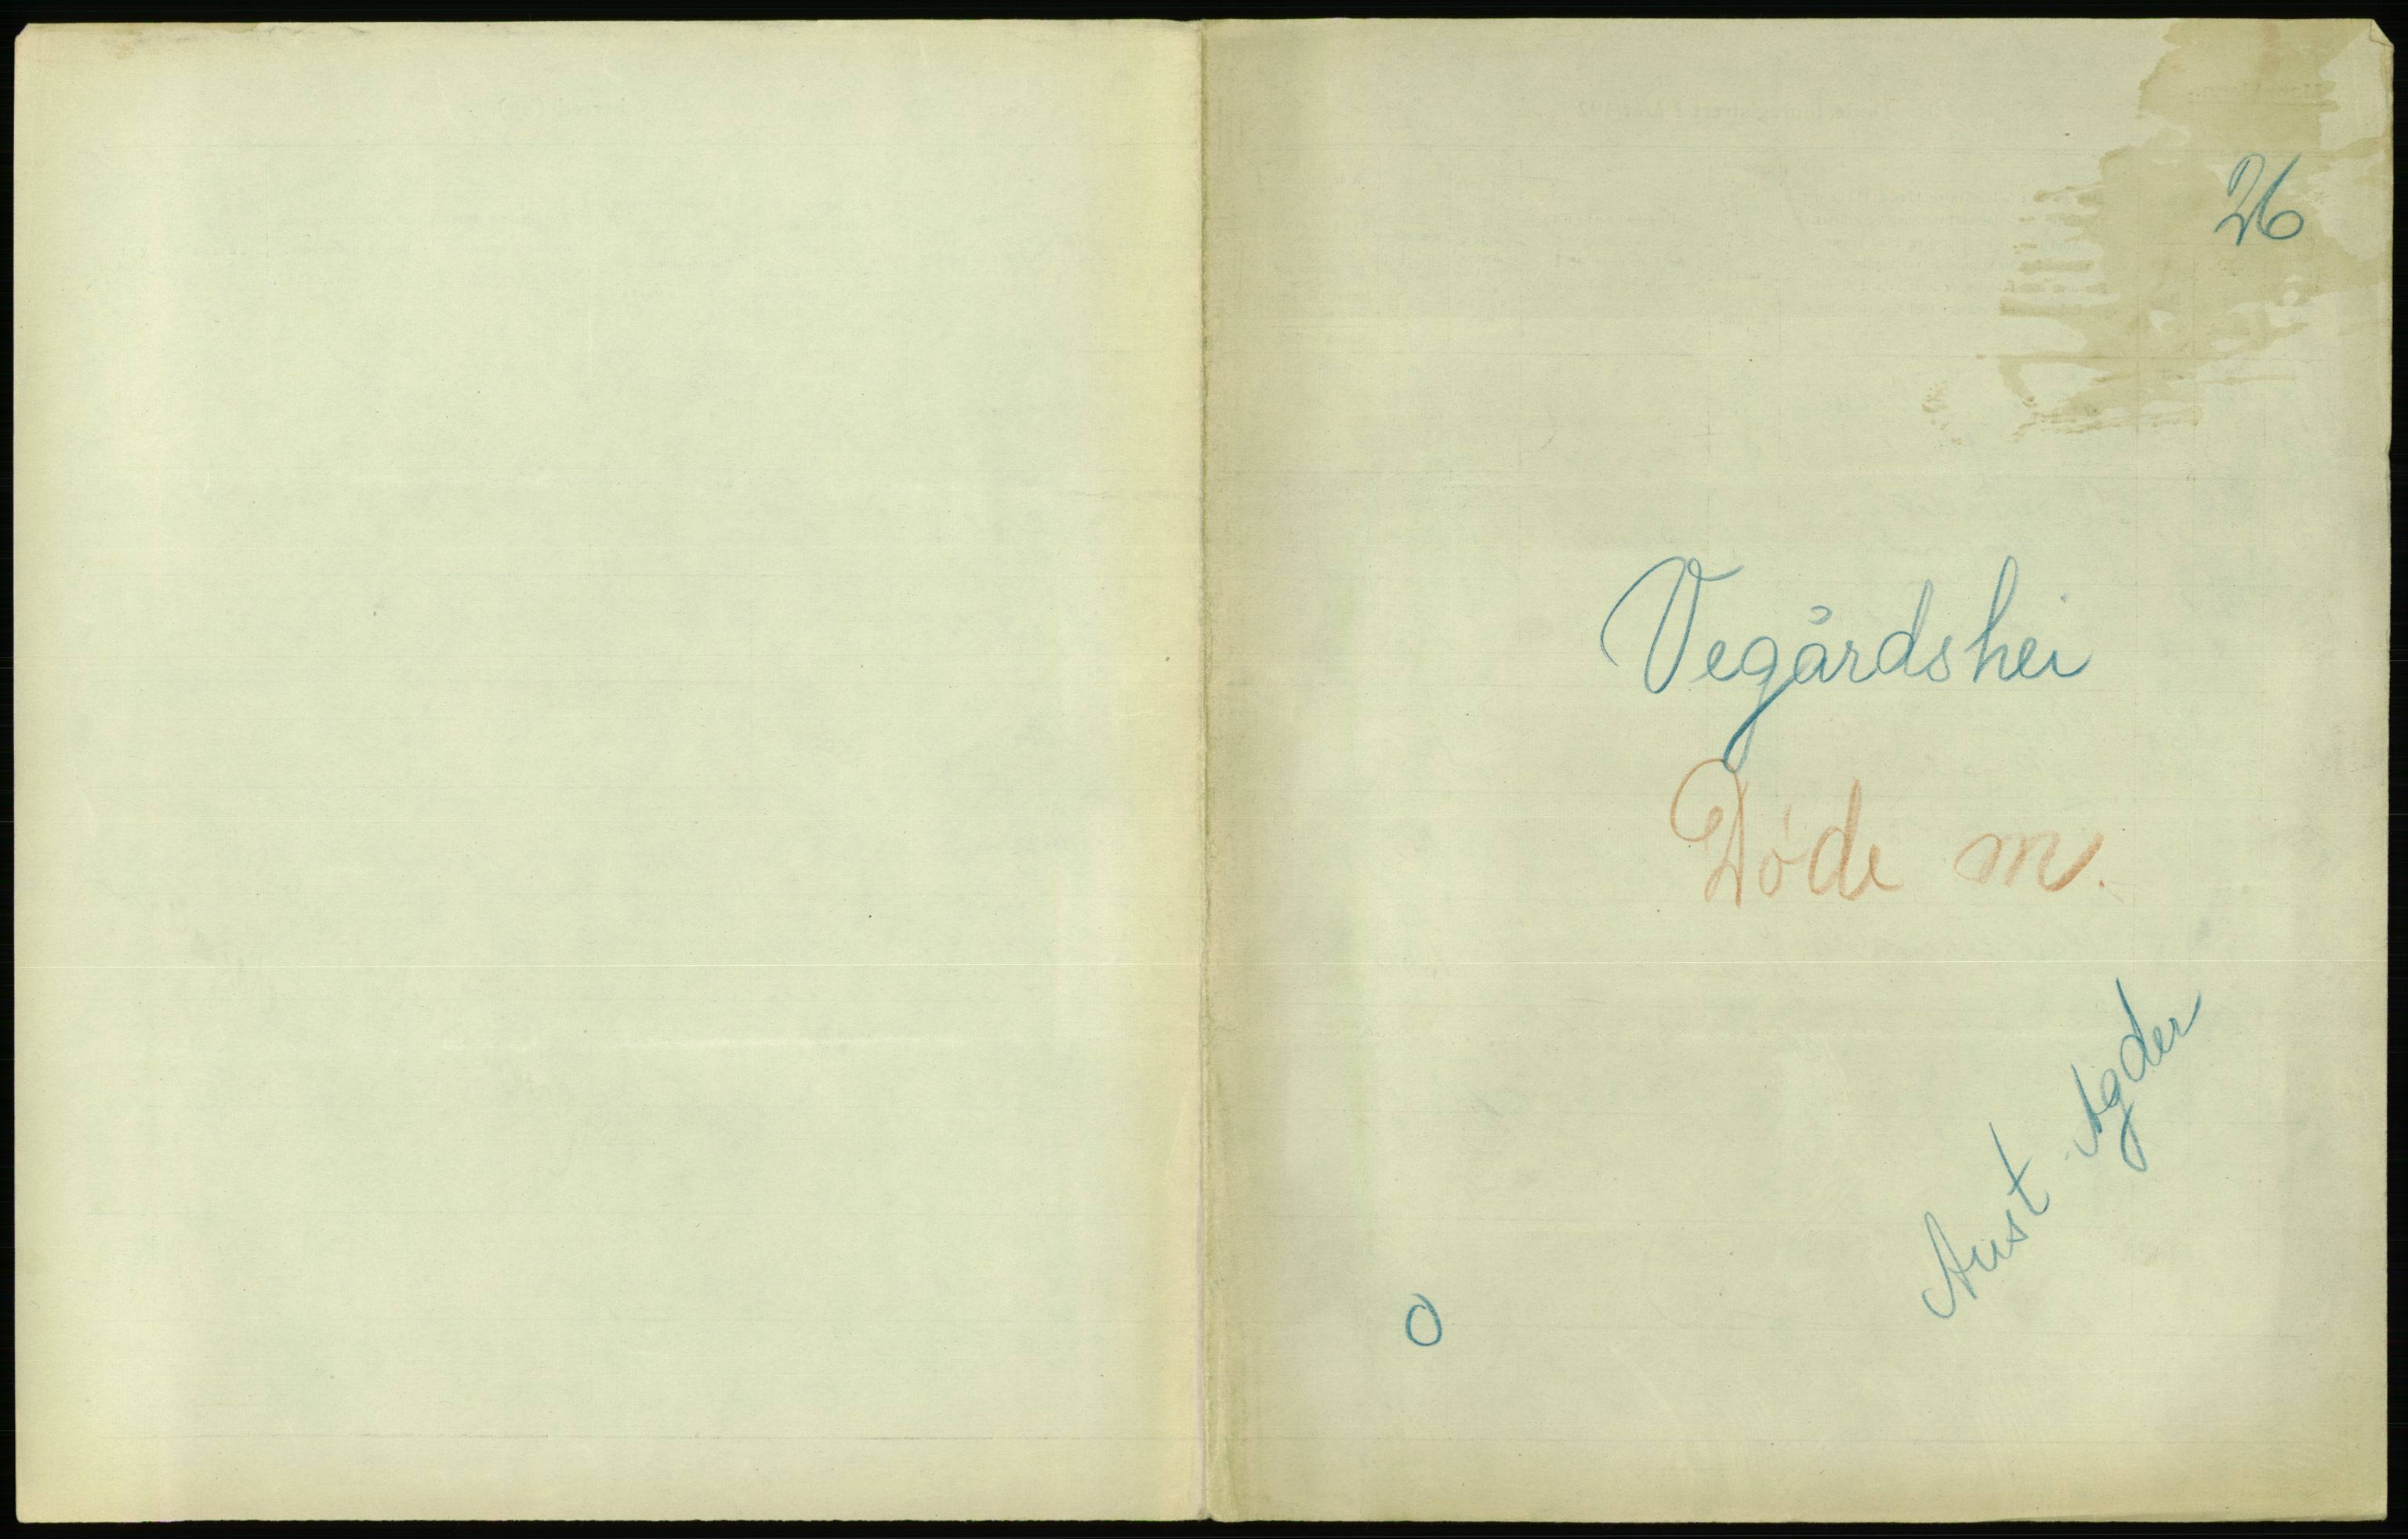 26
Vegårdshei
Døde m.
Aust Agder
0